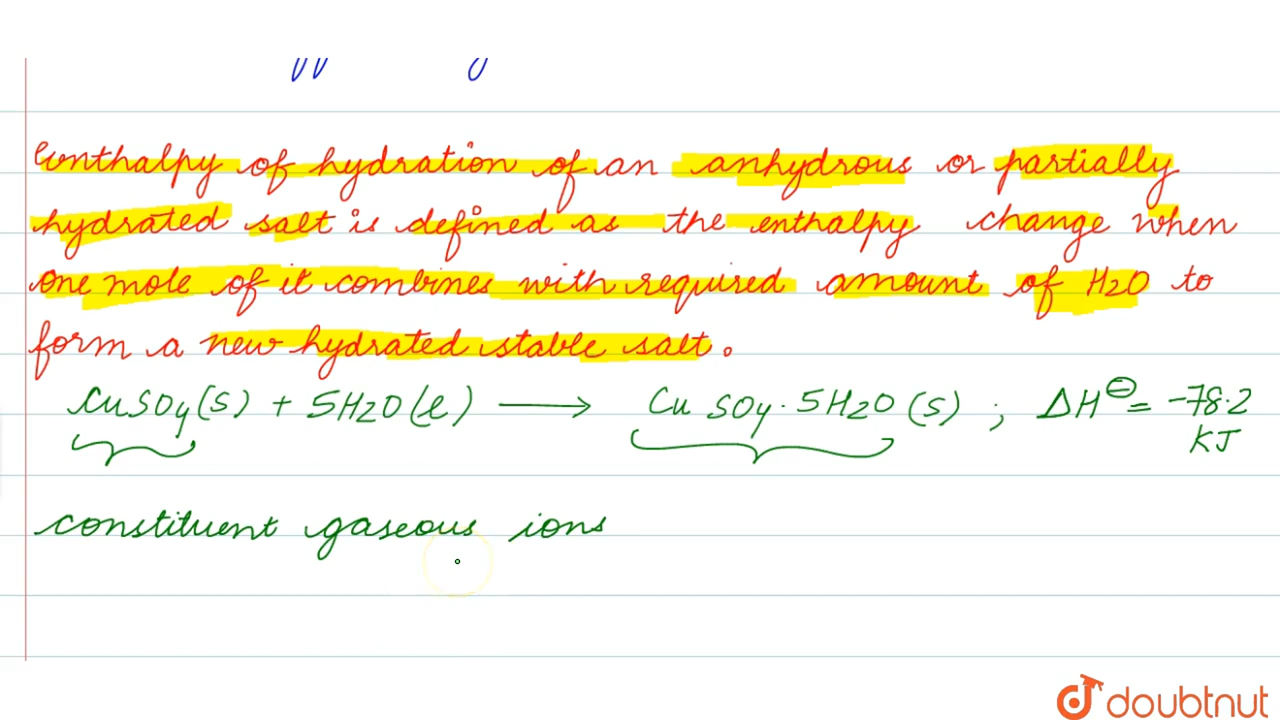 Enthalpy of hydration of an anhydrous or partially
hydrated salt is defined as the enthalpy change when
one mole of it combines with required amount of H2O to
form a new hydrated stable salt.
CuSO4(s) + 5H2O(l) ⟶ CuSO4·5H2O(s) ; ΔH⊖ = -78.2
KJ
constituent gaseous ions
doubtnut